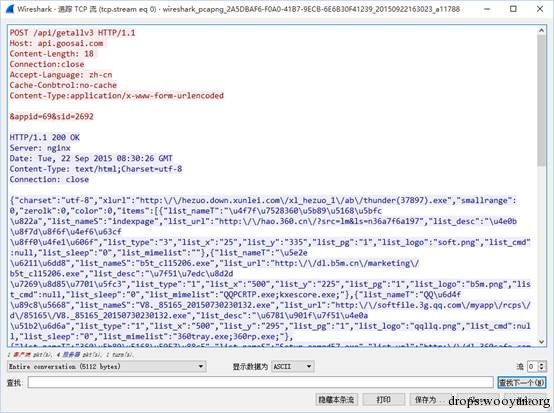 Wireshark · 追踪 TCP 流 (tcp.stream eq 0) · wireshark_pcapng_2A5DBAF6-F0A0-41B7-9ECB-6E6B30F41239_20150922163023_a11788
POST /api/getallv3 HTTP/1.1
Host: api.goosai.com
Content-Length: 18
Connection:close
Accept-Language: zh-cn
Cache-Conbtrol:no-cache
Content-Type:application/x-www-form-urlencoded
&appid=69&sid=2692
HTTP/1.1 200 OK
Server: nginx
Date: Tue, 22 Sep 2015 08:30:26 GMT
Content-Type: text/html;Charset=utf-8
Connection: close
{"charset":"utf-8","xlurl":"http:\/\/hezuo.down.xunlei.com\/xl_hezuo_1\/ab\/thunder(37897).exe","smallrange":
0,"zerolk":0,"color":0,"items":[{"list_nameT":"\u4f7f\u7528360\u5b89\u5168\u5bfc
\u822a","list_nameS":"indexpage","list_url":"http:\/\/hao.360.cn\/?src=lm&ls=n36a7f6a197","list_desc":"\u4e0b
\u8f7d\u8f6f\u4ef6\u63cf
\u8ff0\u4fe1\u606f","list_type":"3","list_x":"25","list_y":"335","list_pg":"1","list_logo":"soft.png","list_cmd"
:null,"list_sleep":"0","list_mimelist":""},{"list_nameT":"\u5e2e
\u6211\u6dd8","list_nameS":"b5t_cl15206.exe","list_url":"http:\/\/dl.b5m.cn\/marketing\/
b5t_cl15206.exe","list_desc":"\u7f51\u7edc\u8d2d
\u7269\u8d85\u7701\u5fc3","list_type":"1","list_x":"500","list_y":"225","list_pg":"1","list_logo":"b5m.png","lis
t_cmd":null,"list_sleep":"0","list_mimelist":"QQPCRTP.exe;kxescore.exe;"},{"list_nameT":"QQ\u6d4f
\u89c8\u5668","list_nameS":"V8._85165_20150730230132.exe","list_url":"http:\/\/softfile.3g.qq.com\/myapp\/rcps\/
d\/85165\/V8._85165_20150730230132.exe","list_desc":"\u6781\u901f\u7f51\u4e0a
\u51b2\u6d6a","list_type":"1","list_x":"500","list_y":"295","list_pg":"1","list_logo":"qqllq.png","list_cmd":nul
l,"list_sleep":"0","list_mimelist":"360tray.exe;360rp.exe;"},
1 客户端 pkt(s), 4 服务器 pkt(s), 1 turn(s).
Entire conversation (5112 bytes)
显示数据为 ASCII
流 0
查找:
查找下一个(N)
隐藏本条流
打印
保存为…
drops.wooyun.org